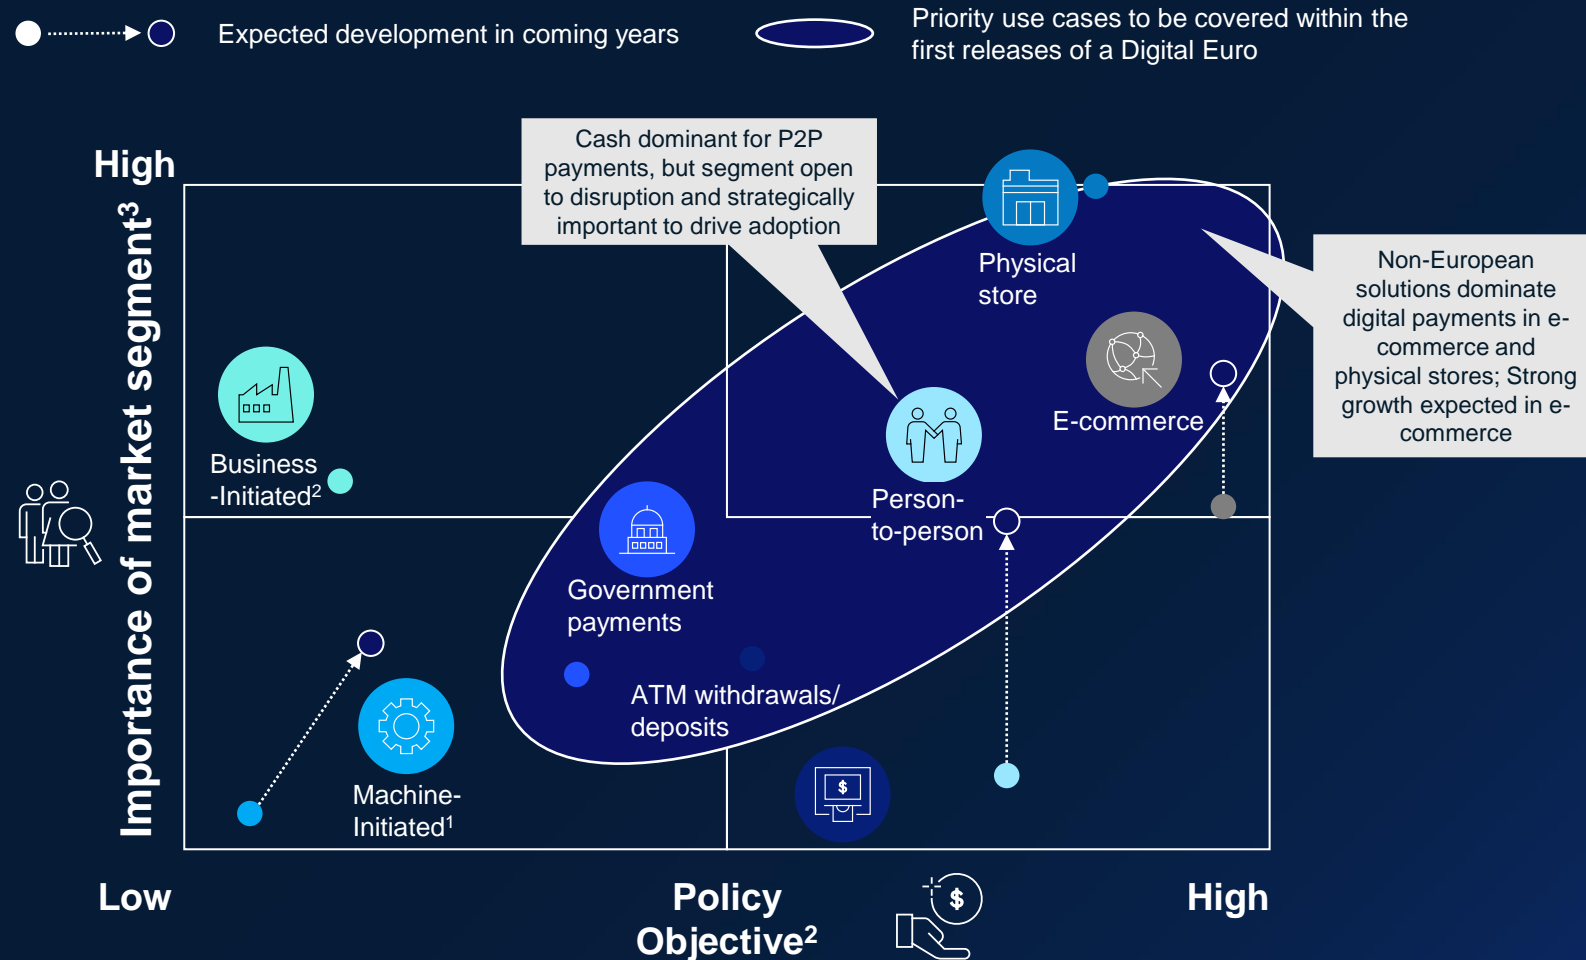 Expected development in coming years
Priority use cases to be covered within the
first releases of a Digital Euro
Cash dominant for P2P
payments, but segment open
to disruption and strategically
important to drive adoption
High
Importance of market segment³
Physical
store
Non-European
solutions dominate
digital payments in e-
commerce and
physical stores; Strong
growth expected in e-
commerce
E-commerce
Business
-Initiated²
Person-
to-person
Government
payments
ATM withdrawals/
deposits
$
Machine-
Initiated¹
Low
Policy
Objective²
$
High